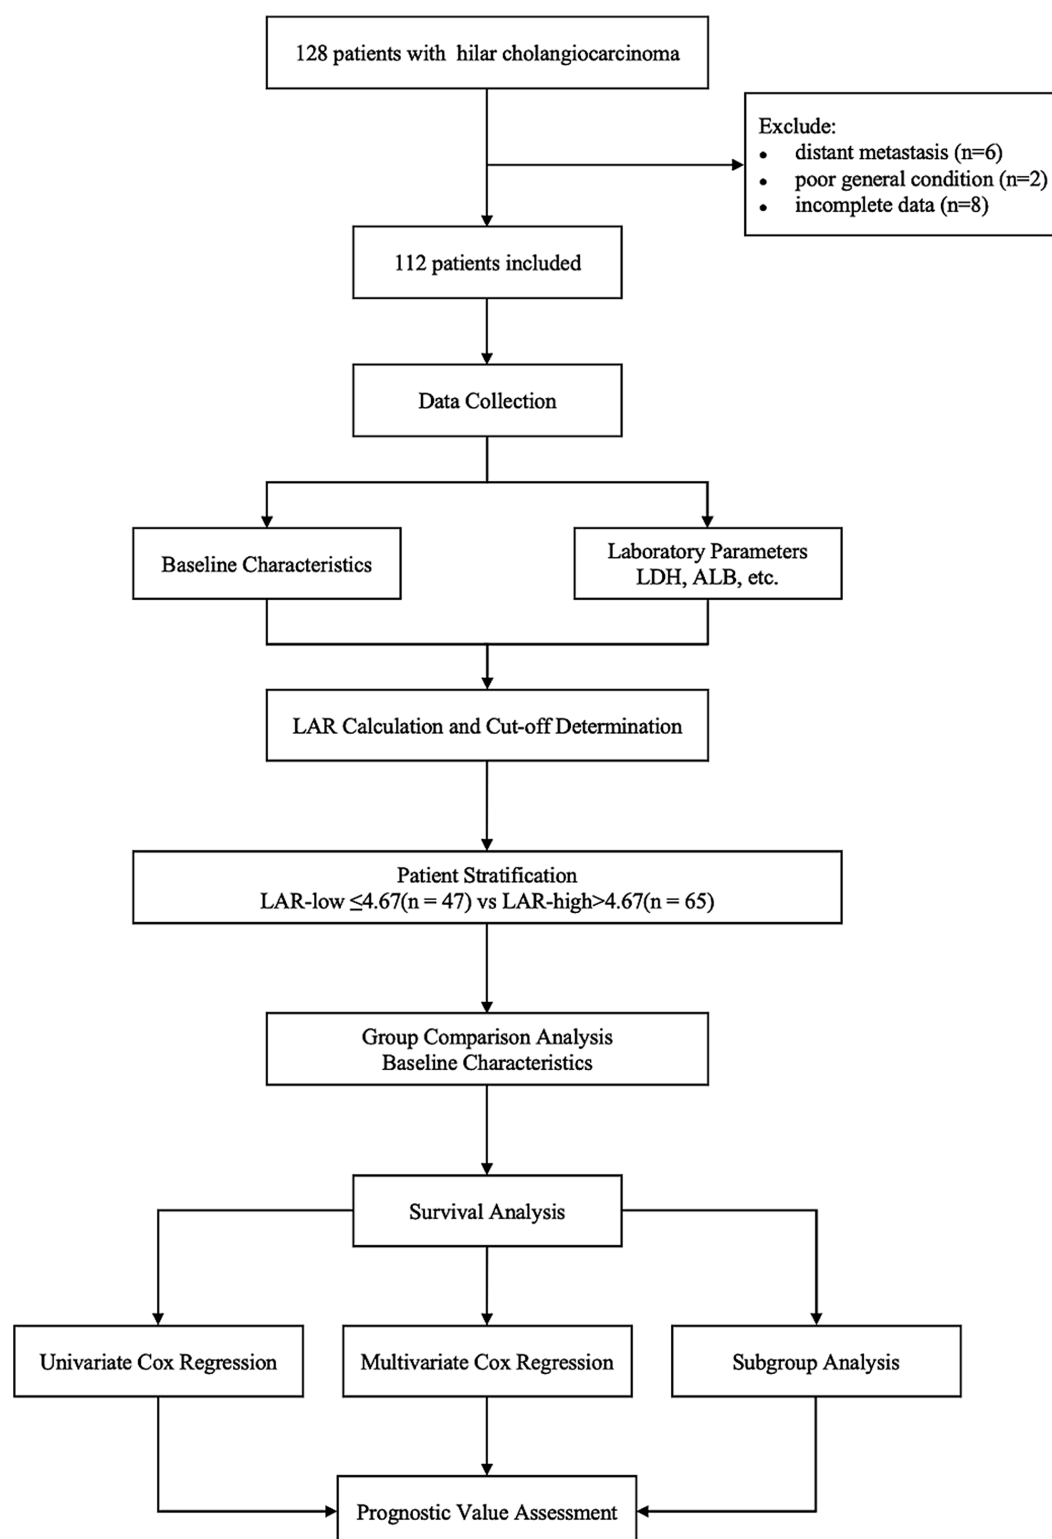 128 patients with hilar cholangiocarcinoma
Exclude:
• distant metastasis (n=6)
• poor general condition (n=2)
• incomplete data (n=8)
112 patients included
Data Collection
Baseline Characteristics
Laboratory Parameters
LDH, ALB, etc.
LAR Calculation and Cut-off Determination
Patient Stratification
LAR-low ≤4.67(n = 47) vs LAR-high>4.67(n = 65)
Group Comparison Analysis
Baseline Characteristics
Survival Analysis
Univariate Cox Regression
Multivariate Cox Regression
Subgroup Analysis
Prognostic Value Assessment